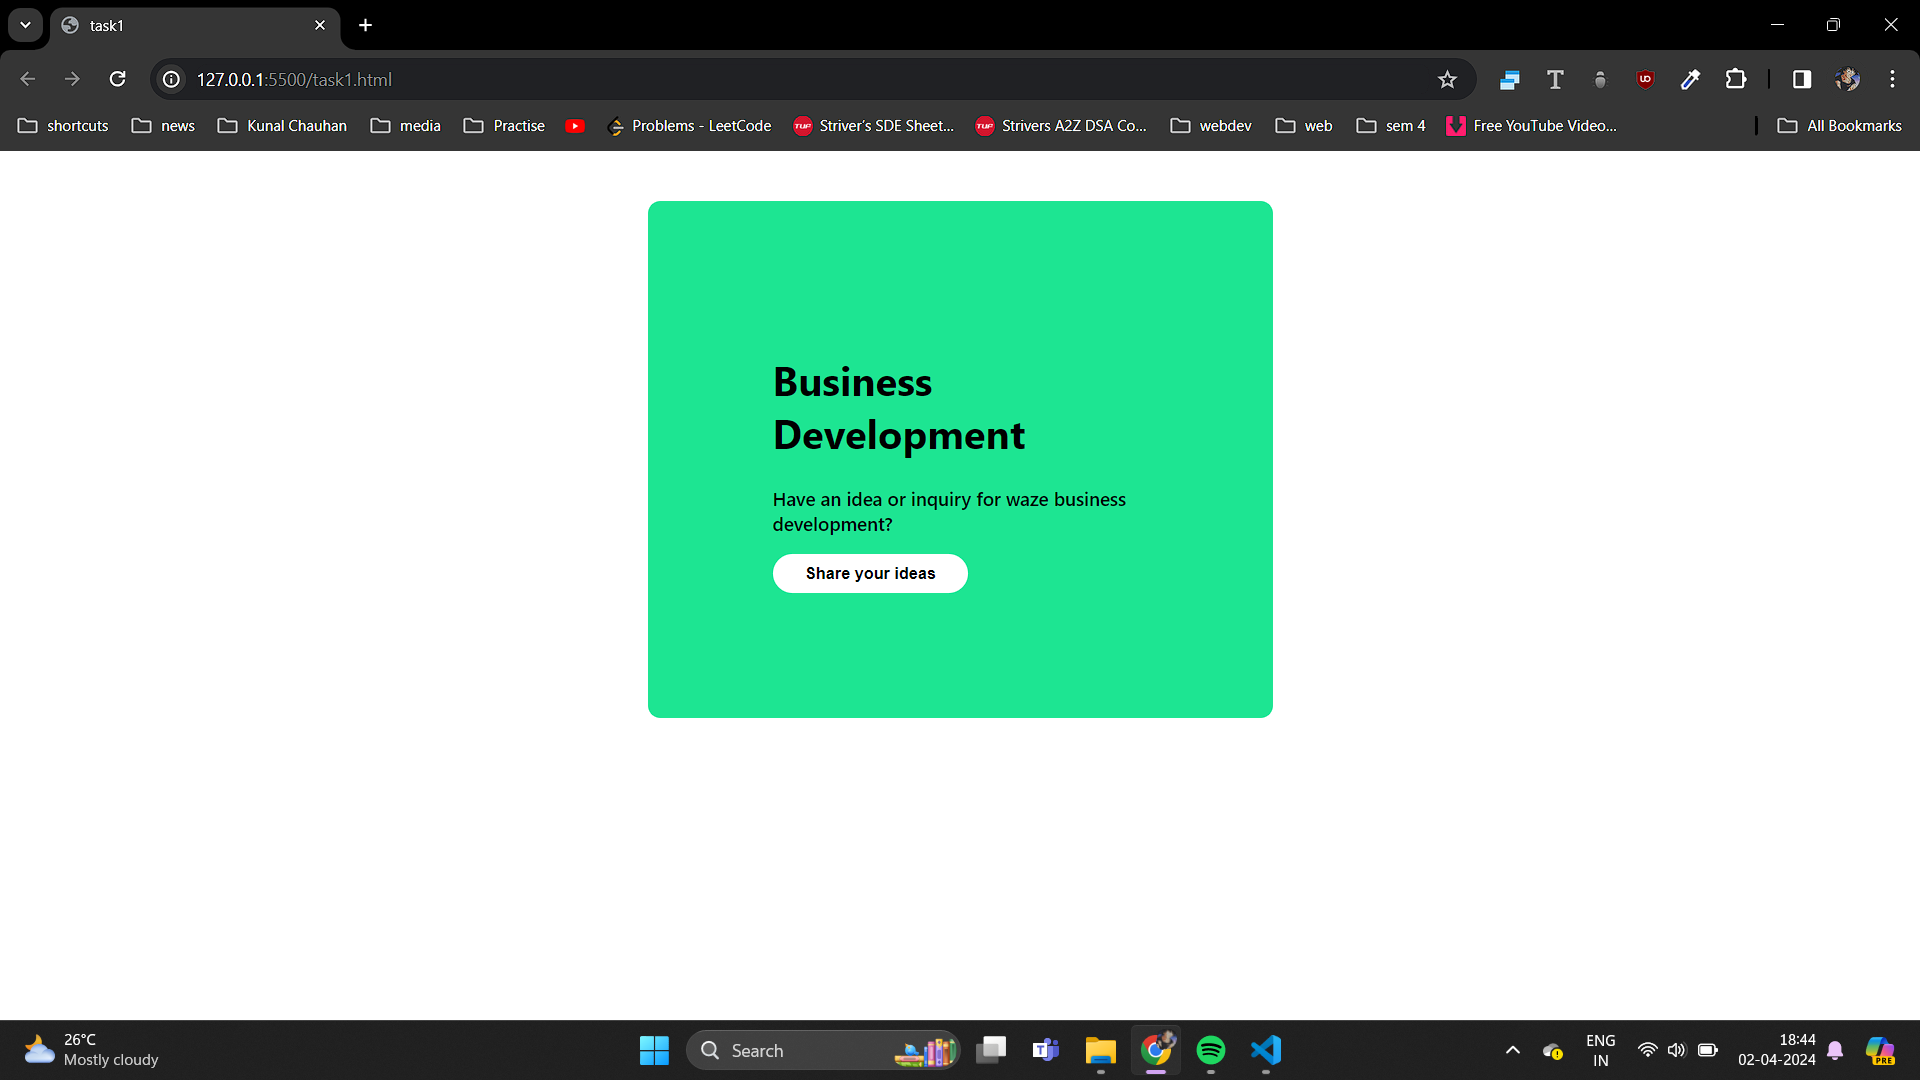 task1
127.0.0.1:5500/task1.html
shortcuts news Kunal Chauhan media Practise Problems - LeetCode TUF Striver's SDE Sheet... TUF Strivers A2Z DSA Co... webdev web sem 4 Free YouTube Video... All Bookmarks
Business
Development
Have an idea or inquiry for waze business
development?
Share your ideas
26°C
Mostly cloudy
Search
ENG
IN
18:44
02-04-2024
PRE